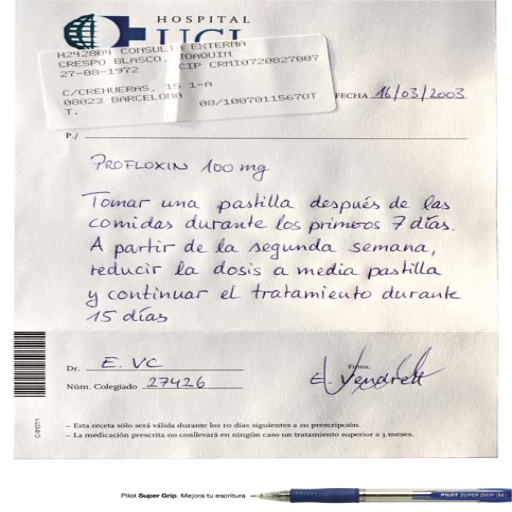 HOSPITAL
UCI
H242804 CONSULTA EXTERNA
CRESPO BLASCO, JOAQUIN
27-08-1972 CIP CRMI0720827007
C/CREHUERAS, 15 1-A
08023 BARCELONA
08/10070115670T
T.
FECHA 16/03/2003
P./
PROFLOXIN 100 mg
Tomar una pastilla después de las
comidas durante los primeros 7 días.
A partir de la segunda semana,
reducir la dosis a media pastilla
y continuar el tratamiento durante
15 días
Dr. E. VC
Firma.
E. Vendrell
Núm. Colegiado 27426
– Esta receta sólo será válida durante los 10 días siguientes a su prescripción.
– La medicación prescrita no conllevará en ningún caso un tratamiento superior a 3 meses.
C-9107/1
Pilot Super Grip. Mejora tu escritura
PILOT SUPER GRIP (M)